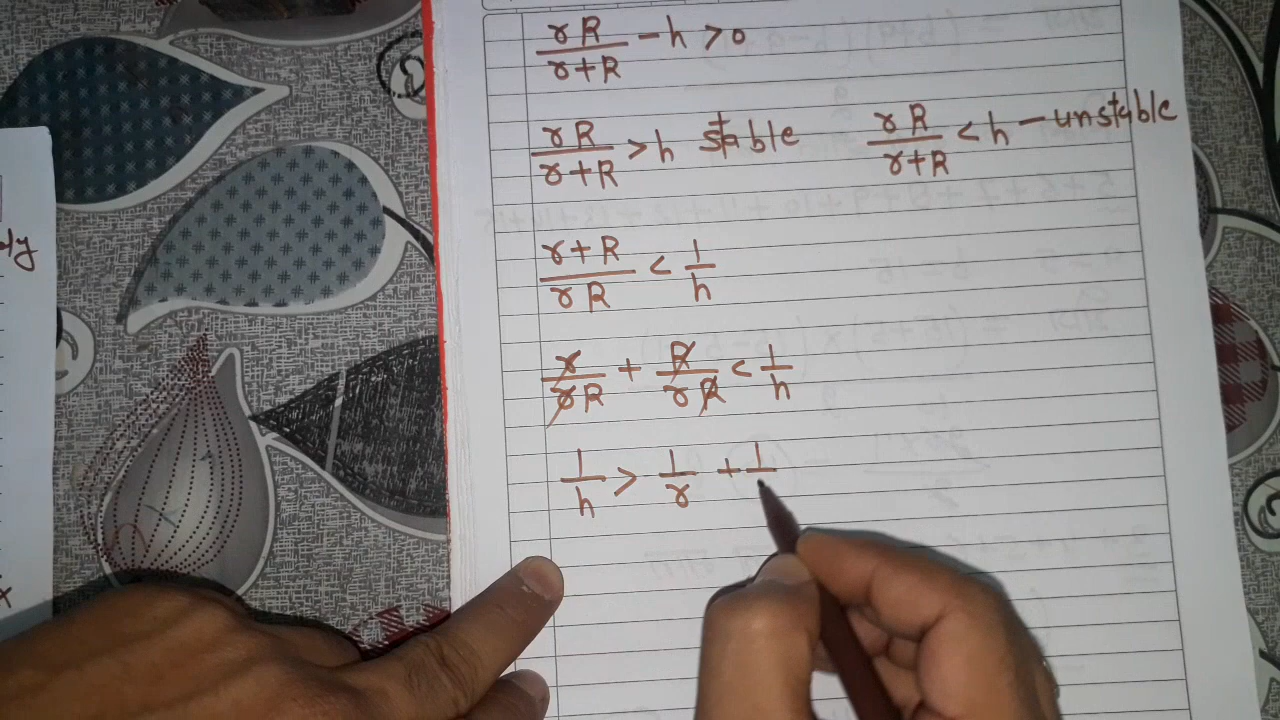 rR/(r+R) - h > 0
rR/(r+R) > h stable rR/(r+R) < h - unstable
(r+R)/(rR) < 1/h
r/(rR) + R/(rR) < 1/h
1/h > 1/r + 1/